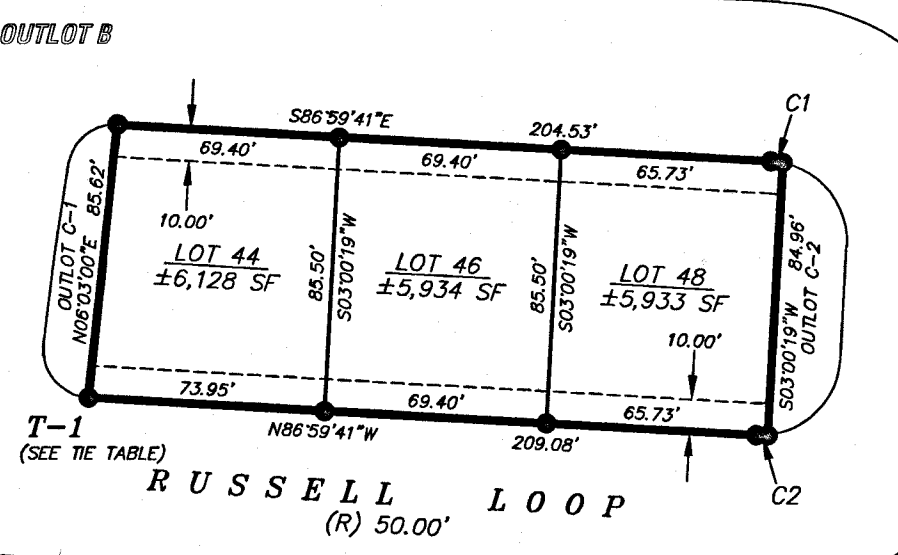 OUTLOT B
C1
S86°59'41"E
204.53'
69.40'
69.40'
65.73'
10.00'
OUTLOT C-1
N06°03'00"E 85.62'
LOT 44
±6,128 SF
85.50'
S03°00'19"W
LOT 46
±5,934 SF
85.50'
S03°00'19"W
LOT 48
±5,933 SF
10.00'
S03°00'19"W 84.96'
OUTLOT C-2
73.95'
69.40'
65.73'
N86°59'41"W
209.08'
T-1
(SEE TIE TABLE)
C2
RUSSELL LOOP
(R) 50.00'